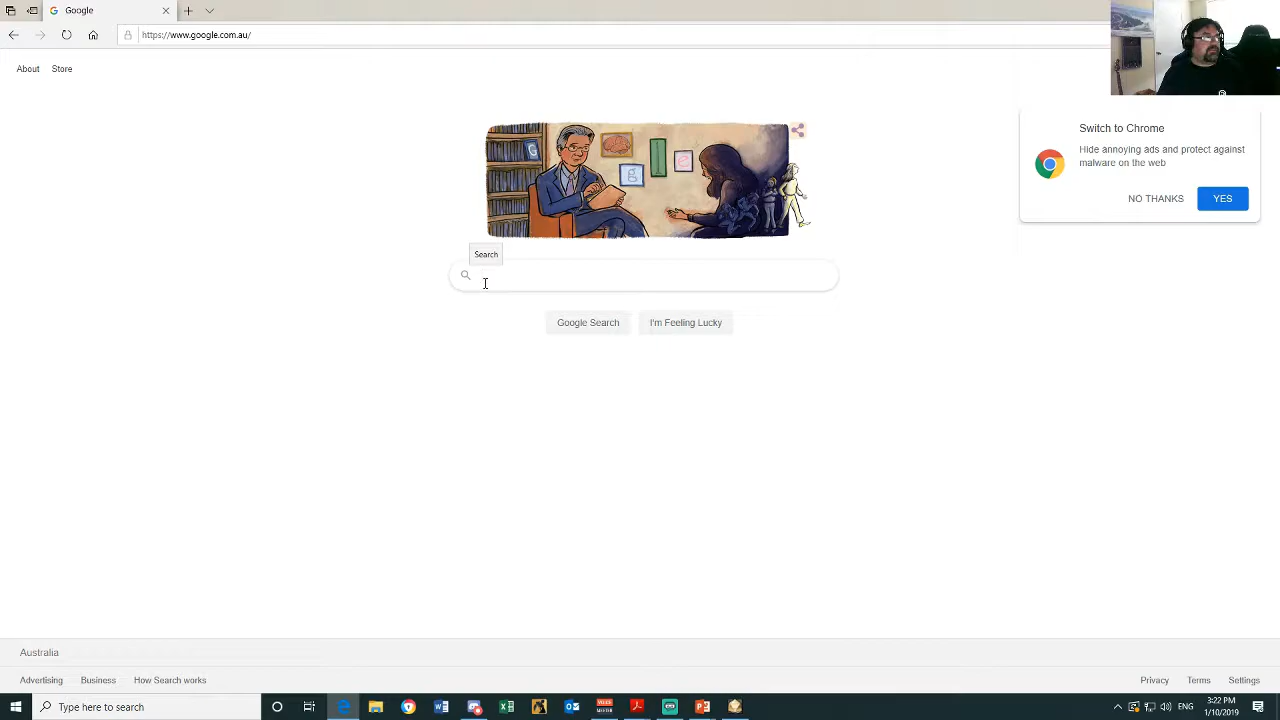 Google
https://www.google.com.au/
About Store
Switch to Chrome
Hide annoying ads and protect against
malware on the web
NO THANKS YES
G
g
e
Search
Google Search I'm Feeling Lucky
Australia
Advertising Business How Search works
Privacy Terms Settings
Type here to search
3:22 PM
1/10/2019
ENG